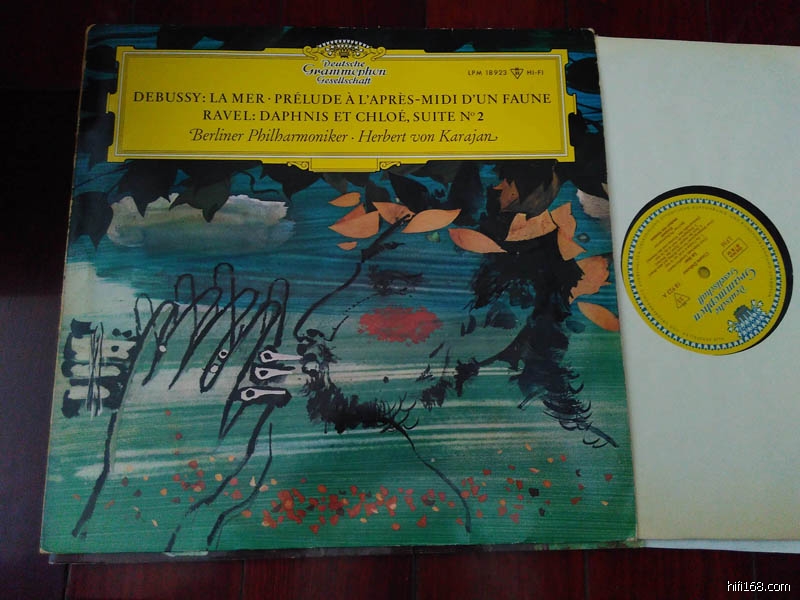 Deutsche
Grammophon
Gesellschaft
LPM 18923 HI-FI
DEBUSSY: LA MER · PRÉLUDE À L'APRÈS-MIDI D'UN FAUNE
RAVEL: DAPHNIS ET CHLOÉ, SUITE Nº 2
Berliner Philharmoniker · Herbert von Karajan
Deutsche
Grammophon
Gesellschaft
hifi168.com